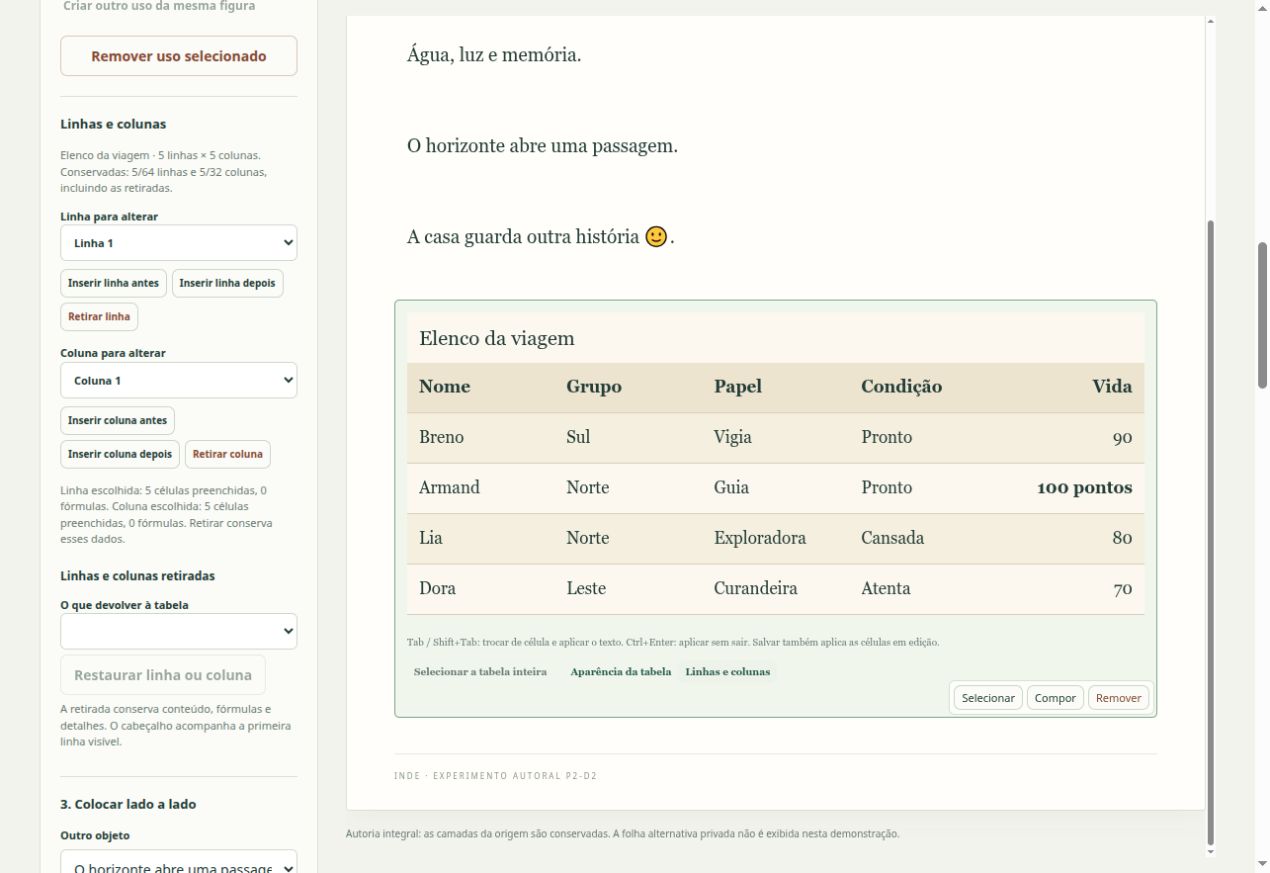 Criar outro uso da mesma figura
Remover uso selecionado
Linhas e colunas
Elenco da viagem · 5 linhas × 5 colunas.
Conservadas: 5/64 linhas e 5/32 colunas,
incluindo as retiradas.
Linha para alterar
Linha 1
Inserir linha antes
Inserir linha depois
Retirar linha
Coluna para alterar
Coluna 1
Inserir coluna antes
Inserir coluna depois
Retirar coluna
Linha escolhida: 5 células preenchidas, 0
fórmulas. Coluna escolhida: 5 células
preenchidas, 0 fórmulas. Retirar conserva
esses dados.
Linhas e colunas retiradas
O que devolver à tabela
Restaurar linha ou coluna
A retirada conserva conteúdo, fórmulas e
detalhes. O cabeçalho acompanha a primeira
linha visível.
3. Colocar lado a lado
Outro objeto
O horizonte abre uma passage
Água, luz e memória.
O horizonte abre uma passagem.
A casa guarda outra história 🙂.
Elenco da viagem
Nome Grupo Papel Condição Vida
Breno Sul Vigia Pronto 90
Armand Norte Guia Pronto 100 pontos
Lia Norte Exploradora Cansada 80
Dora Leste Curandeira Atenta 70
Tab / Shift+Tab: trocar de célula e aplicar o texto. Ctrl+Enter: aplicar sem sair. Salvar também aplica as células em edição.
Selecionar a tabela inteira Aparência da tabela Linhas e colunas
Selecionar Compor Remover
INDE · EXPERIMENTO AUTORAL P2-D2
Autoria integral: as camadas da origem são conservadas. A folha alternativa privada não é exibida nesta demonstração.